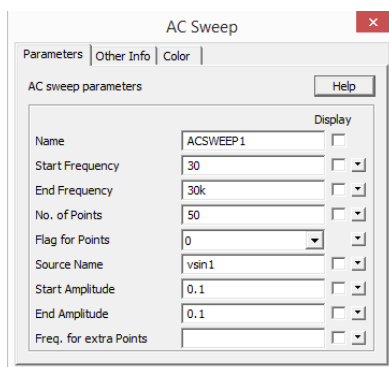 AC Sweep
Parameters Other Info Color
AC sweep parameters Help
Display
Name ACSWEEP1
Start Frequency 30
End Frequency 30k
No. of Points 50
Flag for Points 0
Source Name vsin1
Start Amplitude 0.1
End Amplitude 0.1
Freq. for extra Points